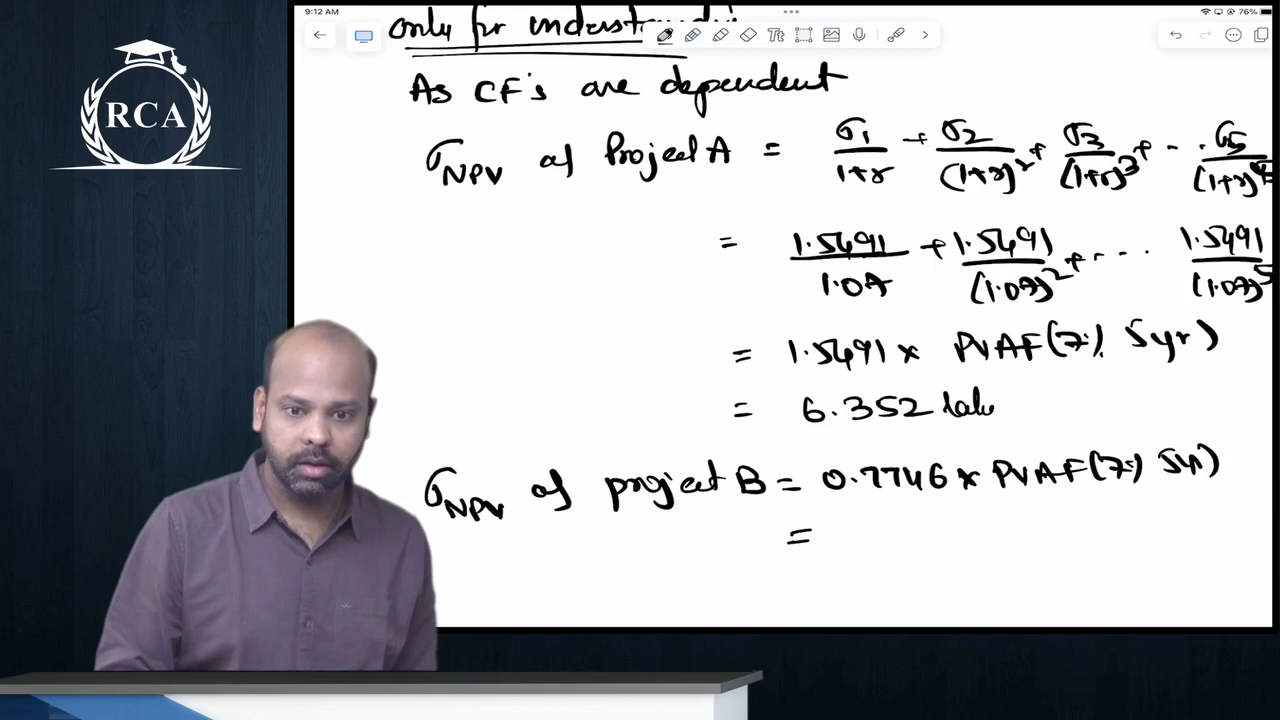 9:12 AM
76%
RCA
only for understandin
Tt
As CF's are dependent
σNPV of Project A = σ1/1+r + σ2/(1+r)^2 + σ3/(1+r)^3 + - .. σ5/(1+r)^5
= 1.5491/1.07 + 1.5491/(1.07)^2 + - - .. 1.5491/(1.07)^5
= 1.5491 × PVAF(7% 5yr)
= 6.352 lakh
σNPV of project B = 0.7746 × PVAF(7% 5yr)
=